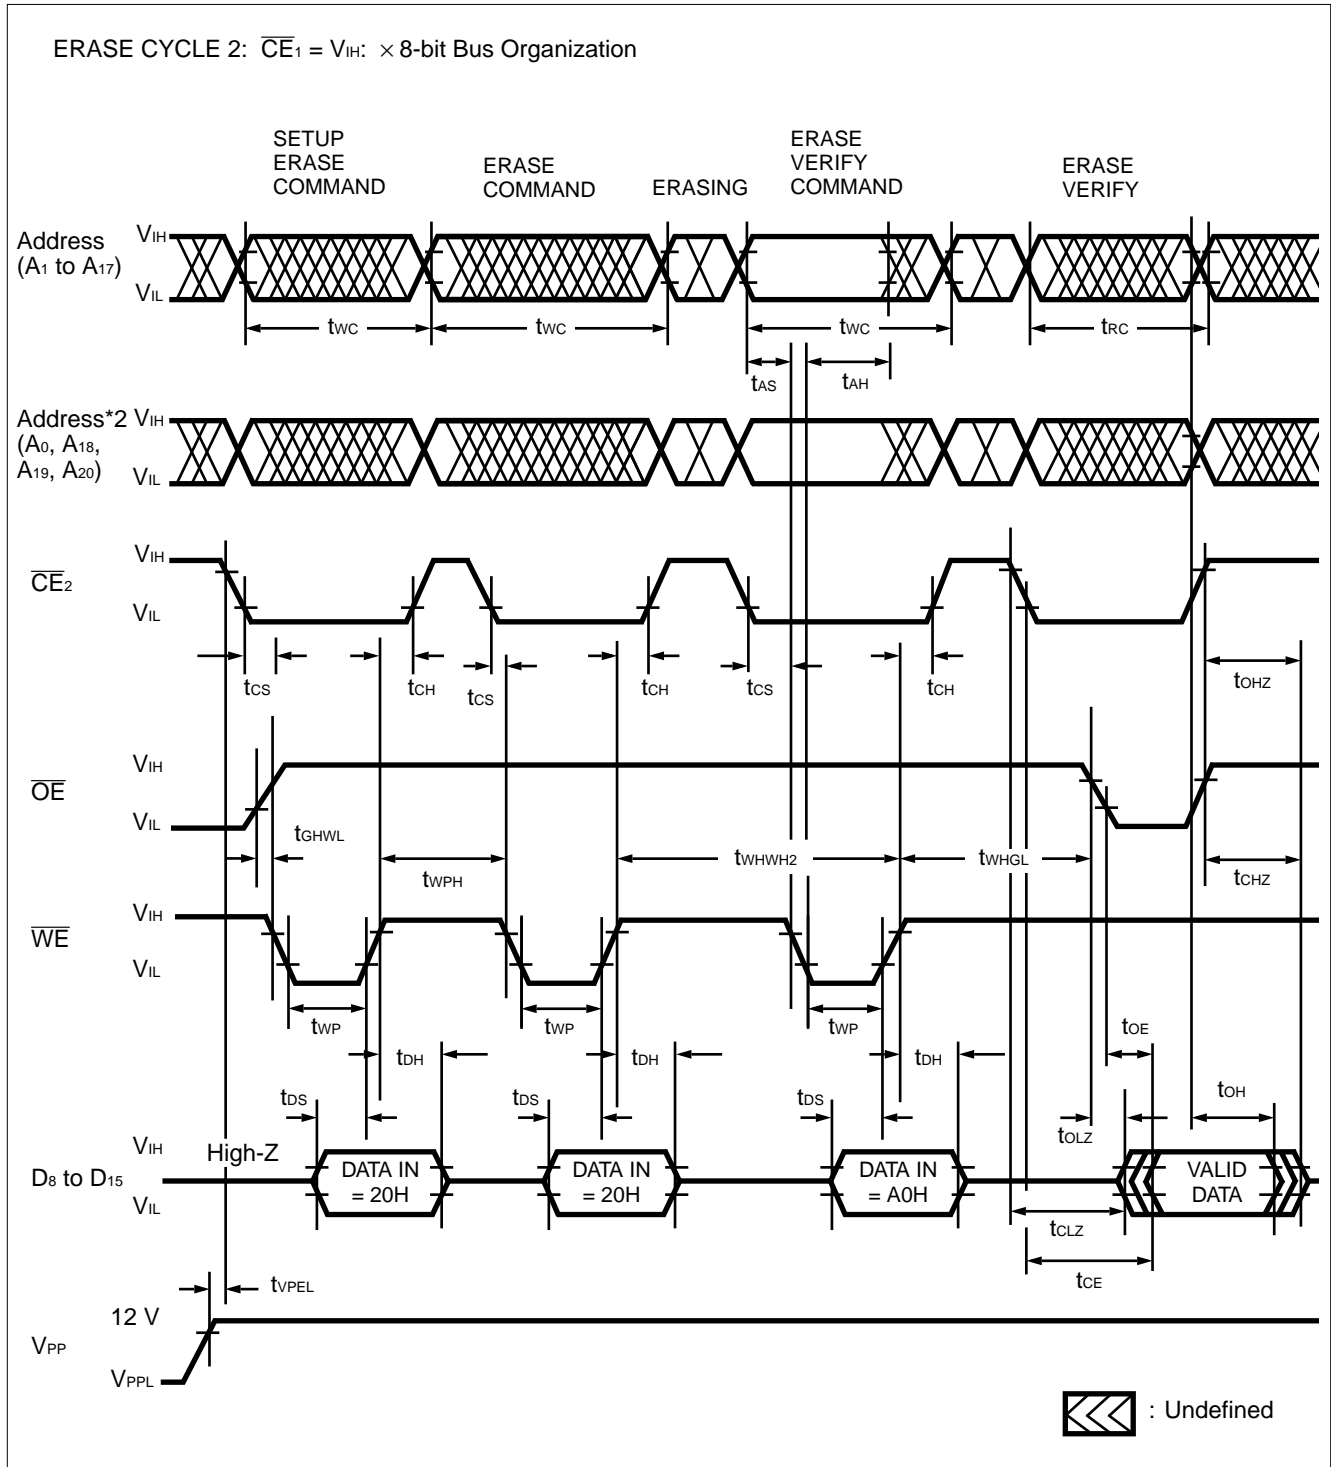 ERASE CYCLE 2: CE1 = VIH: × 8-bit Bus Organization
SETUP
ERASE
COMMAND
ERASE
COMMAND
ERASING
ERASE
VERIFY
COMMAND
ERASE
VERIFY
Address
(A1 to A17)
VIH
VIL
tWC
tWC
tWC
tRC
tAS
tAH
Address*2
(A0, A18,
A19, A20)
VIH
VIL
CE2
VIH
VIL
tCS
tCH
tCS
tCH
tCS
tCH
tOHZ
OE
VIH
VIL
tGHWL
tWPH
tWHWH2
tWHGL
tCHZ
WE
VIH
VIL
tWP
tWP
tWP
tOE
tDH
tDH
tDH
tDS
tDS
tDS
tOH
tOLZ
D8 to D15
VIH
VIL
High-Z
DATA IN
= 20H
DATA IN
= 20H
DATA IN
= A0H
VALID
DATA
tCLZ
tCE
tVPEL
VPP
12 V
VPPL
: Undefined